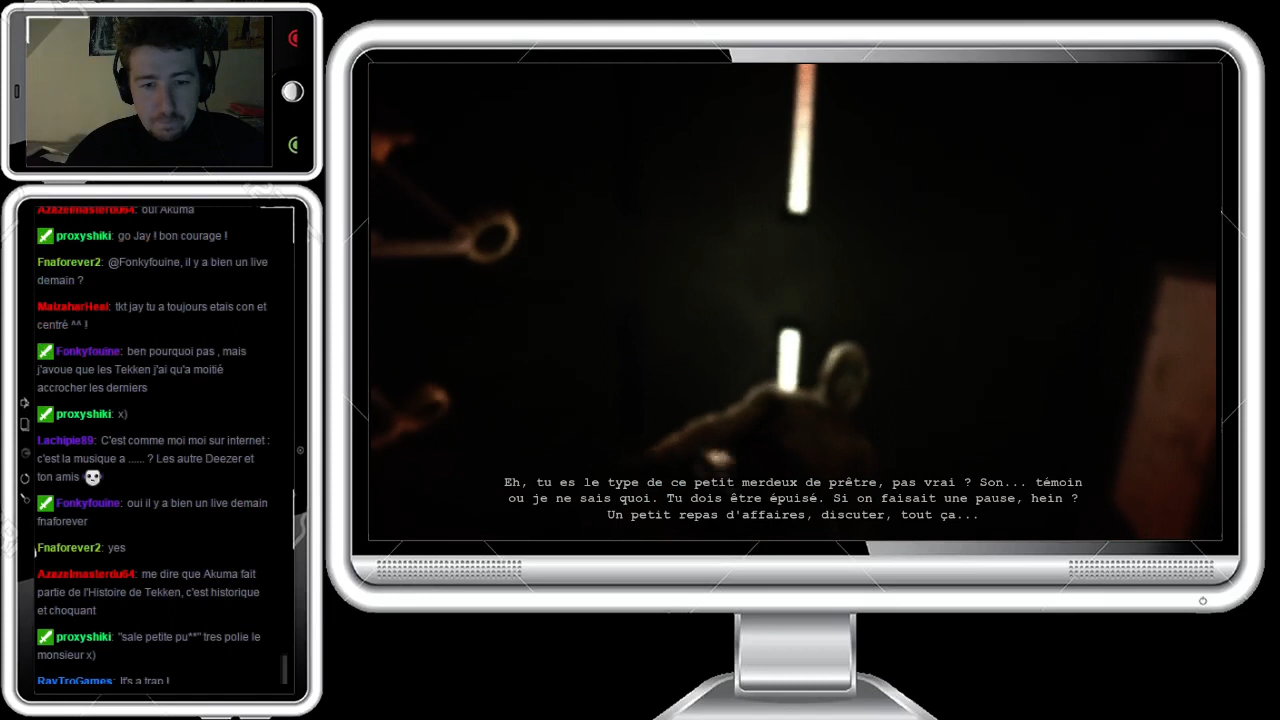 Azazelmasterdu64: oui Akuma
proxyshiki: go Jay ! bon courage !
Fnaforever2: @Fonkyfouine, il y a bien un live
demain ?
MalzaharHeal: tkt jay tu a toujours etais con et
centré ^^ !
Fonkyfouine: ben pourquoi pas , mais
j'avoue que les Tekken j'ai qu'a moitié
accrocher les derniers
proxyshiki: x)
Lachipie89: C'est comme moi moi sur internet :
c'est la musique a ...... ? Les autre Deezer et
ton amis
Fonkyfouine: oui il y a bien un live demain
fnaforever
Fnaforever2: yes
Azazelmasterdu64: me dire que Akuma fait
partie de l'Histoire de Tekken, c'est historique
et choquant
proxyshiki: "sale petite pu**" tres polie le
monsieur x)
RayTroGames: It's a trap !
Eh, tu es le type de ce petit merdeux de prêtre, pas vrai ? Son... témoin
ou je ne sais quoi. Tu dois être épuisé. Si on faisait une pause, hein ?
Un petit repas d'affaires, discuter, tout ça...